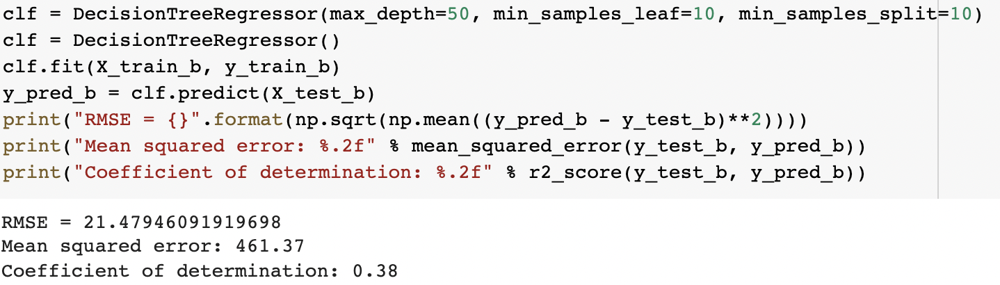 clf = DecisionTreeRegressor(max_depth=50, min_samples_leaf=10, min_samples_split=10)
clf = DecisionTreeRegressor()
clf.fit(X_train_b, y_train_b)
y_pred_b = clf.predict(X_test_b)
print("RMSE = {}".format(np.sqrt(np.mean((y_pred_b - y_test_b)**2))))
print("Mean squared error: %.2f" % mean_squared_error(y_test_b, y_pred_b))
print("Coefficient of determination: %.2f" % r2_score(y_test_b, y_pred_b))
RMSE = 21.47946091919698
Mean squared error: 461.37
Coefficient of determination: 0.38